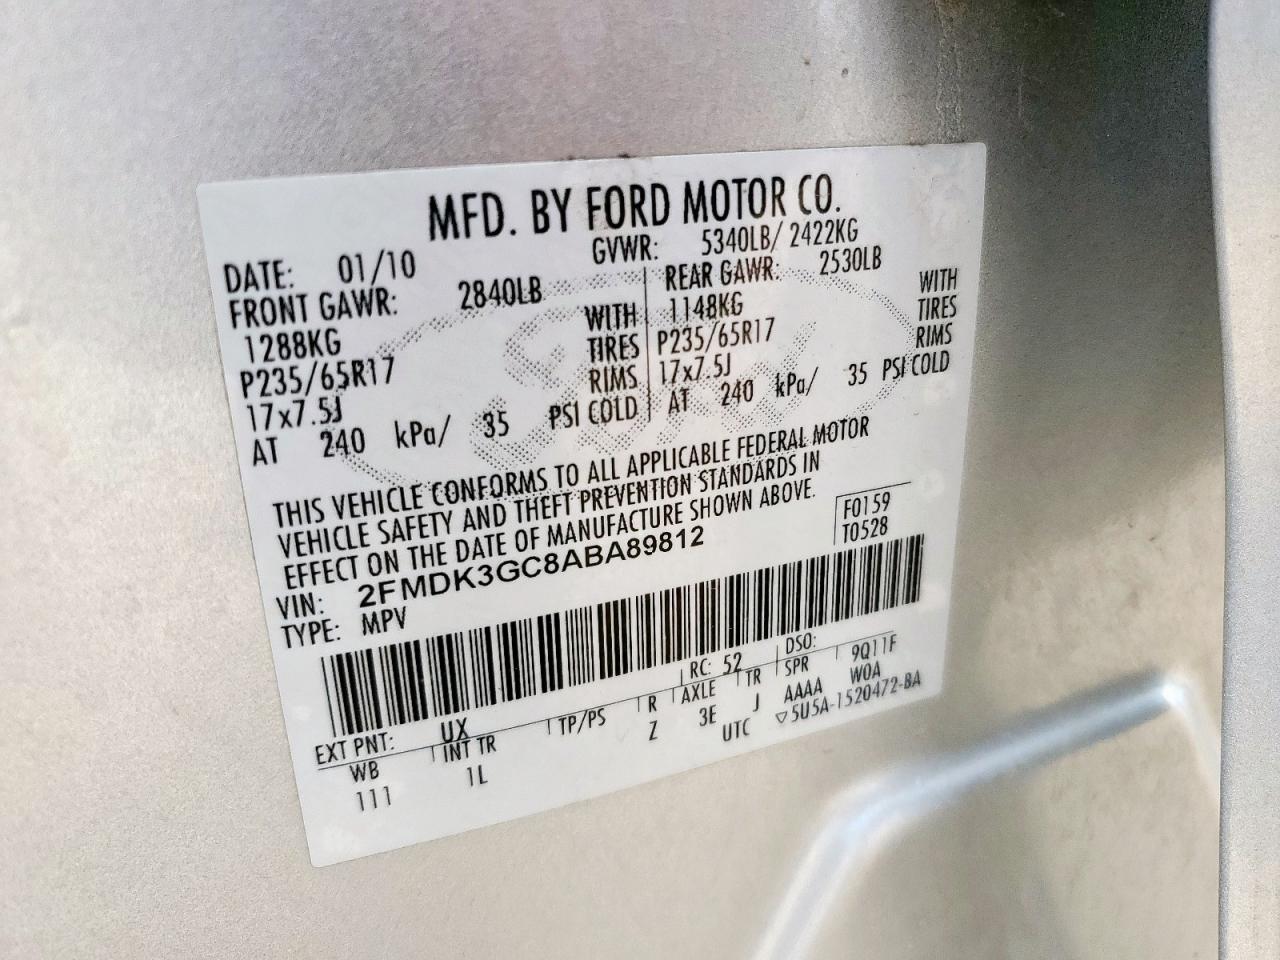 MFD. BY FORD MOTOR CO.
DATE: 01/10 GVWR: 5340LB/ 2422KG
FRONT GAWR: 2840LB REAR GAWR: 2530LB
1288KG WITH 1148KG WITH
P235/65R17 TIRES P235/65R17 TIRES
17x7.5J RIMS 17x7.5J RIMS
AT 240 kPa/ 35 PSI COLD AT 240 kPa/ 35 PSI COLD
THIS VEHICLE CONFORMS TO ALL APPLICABLE FEDERAL MOTOR
VEHICLE SAFETY AND THEFT PREVENTION STANDARDS IN
EFFECT ON THE DATE OF MANUFACTURE SHOWN ABOVE.
F0159
T0528
VIN: 2FMDK3GC8ABA89812
TYPE: MPV
EXT PNT: UX RC: 52 DSO:
WB INT TR TP/PS R AXLE TR SPR 9Q11F
111 1L Z 3E J AAAA W0A
UTC ▽5U5A-1520472-BA